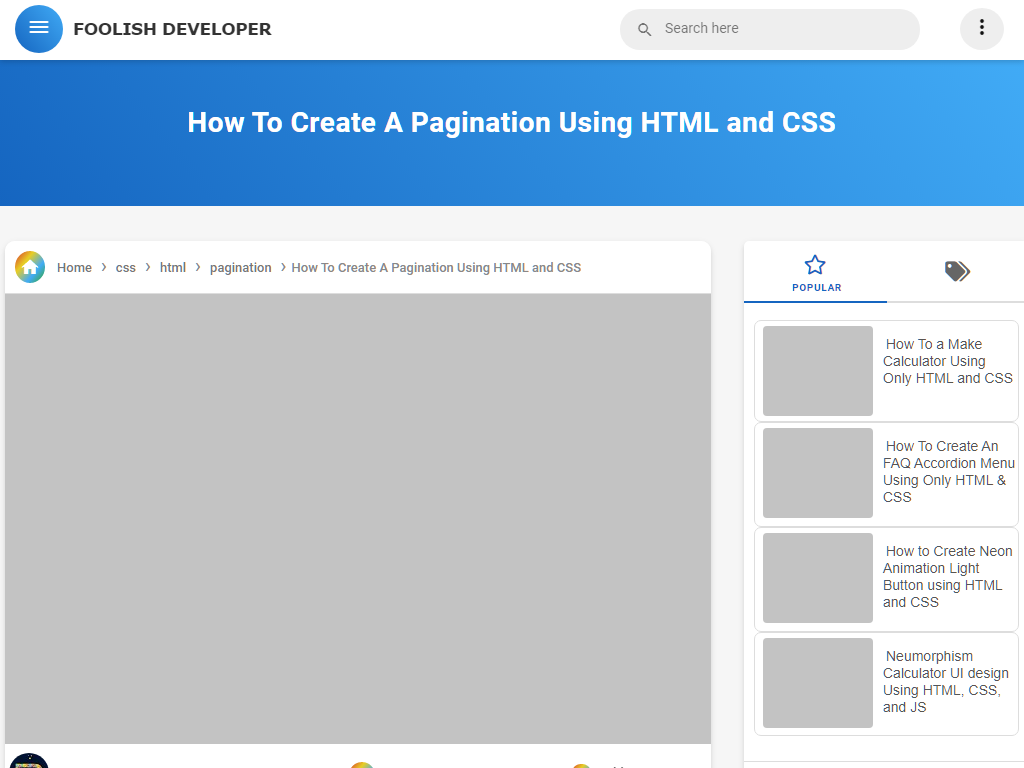 FOOLISH DEVELOPER
Search here
How To Create A Pagination Using HTML and CSS
Home › css › html › pagination › How To Create A Pagination Using HTML and CSS
POPULAR
How To a Make
Calculator Using
Only HTML and CSS
How To Create An
FAQ Accordion Menu
Using Only HTML &
CSS
How to Create Neon
Animation Light
Button using HTML
and CSS
Neumorphism
Calculator UI design
Using HTML, CSS,
and JS